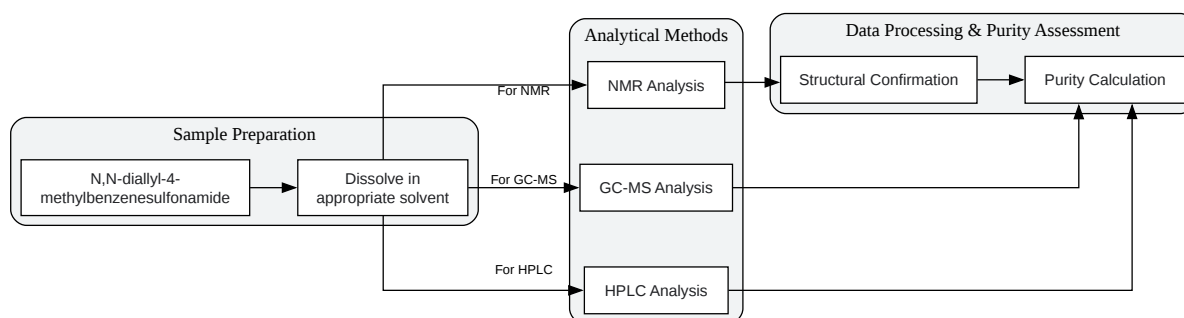 Sample Preparation
N,N-diallyl-4-
methylbenzenesulfonamide
Dissolve in
appropriate solvent
For NMR
For GC-MS
For HPLC
Analytical Methods
NMR Analysis
GC-MS Analysis
HPLC Analysis
Data Processing & Purity Assessment
Structural Confirmation
Purity Calculation